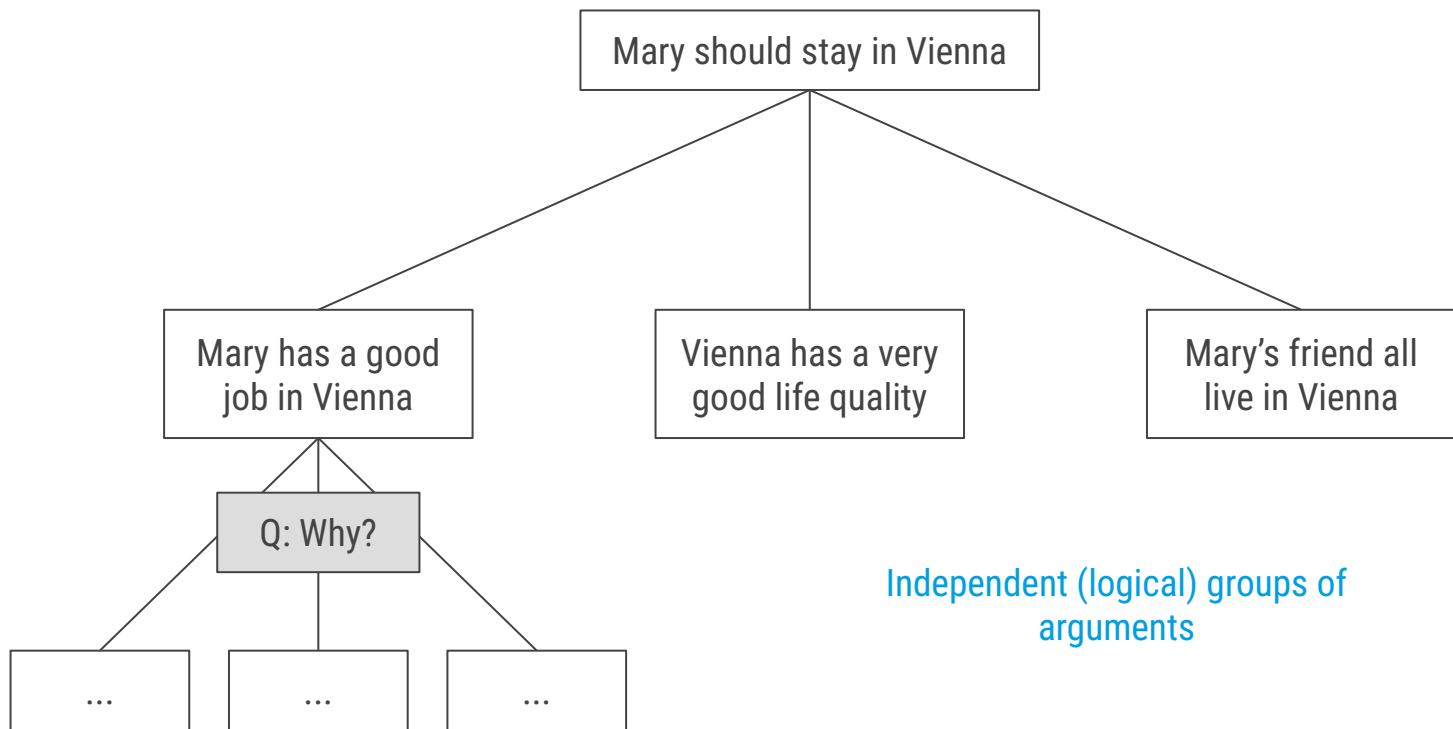 Mary should stay in Vienna
Mary has a good
job in Vienna
Vienna has a very
good life quality
Mary’s friend all
live in Vienna
Q: Why?
Independent (logical) groups of
arguments
...
...
...